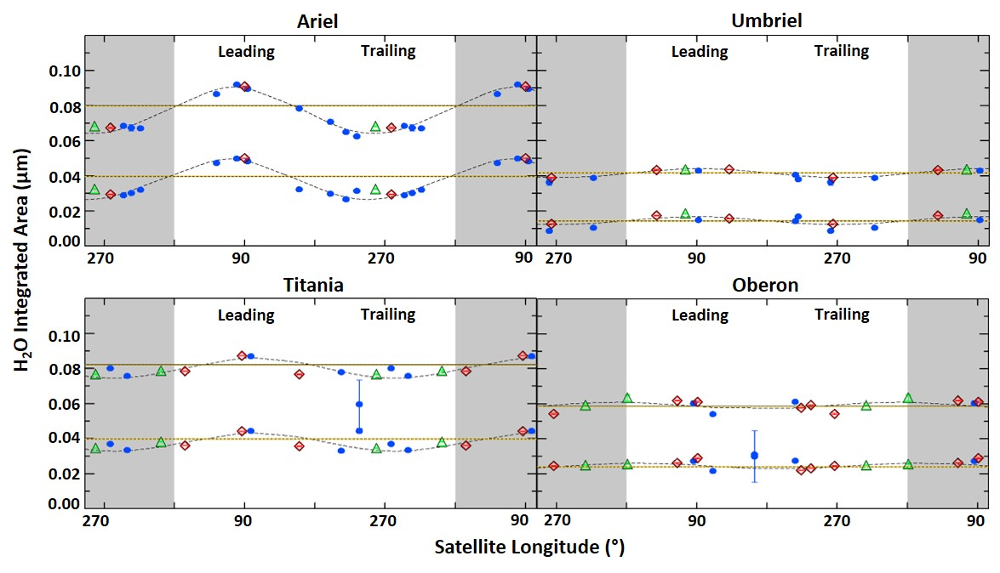 Ariel
Umbriel
Leading
Trailing
Leading
Trailing
0.10
0.08
0.06
0.04
0.02
0.00
270
90
270
90
270
90
270
90
H₂O Integrated Area (µm)
Titania
Oberon
Leading
Trailing
Leading
Trailing
0.10
0.08
0.06
0.04
0.02
0.00
270
90
270
90
270
90
270
90
Satellite Longitude (°)